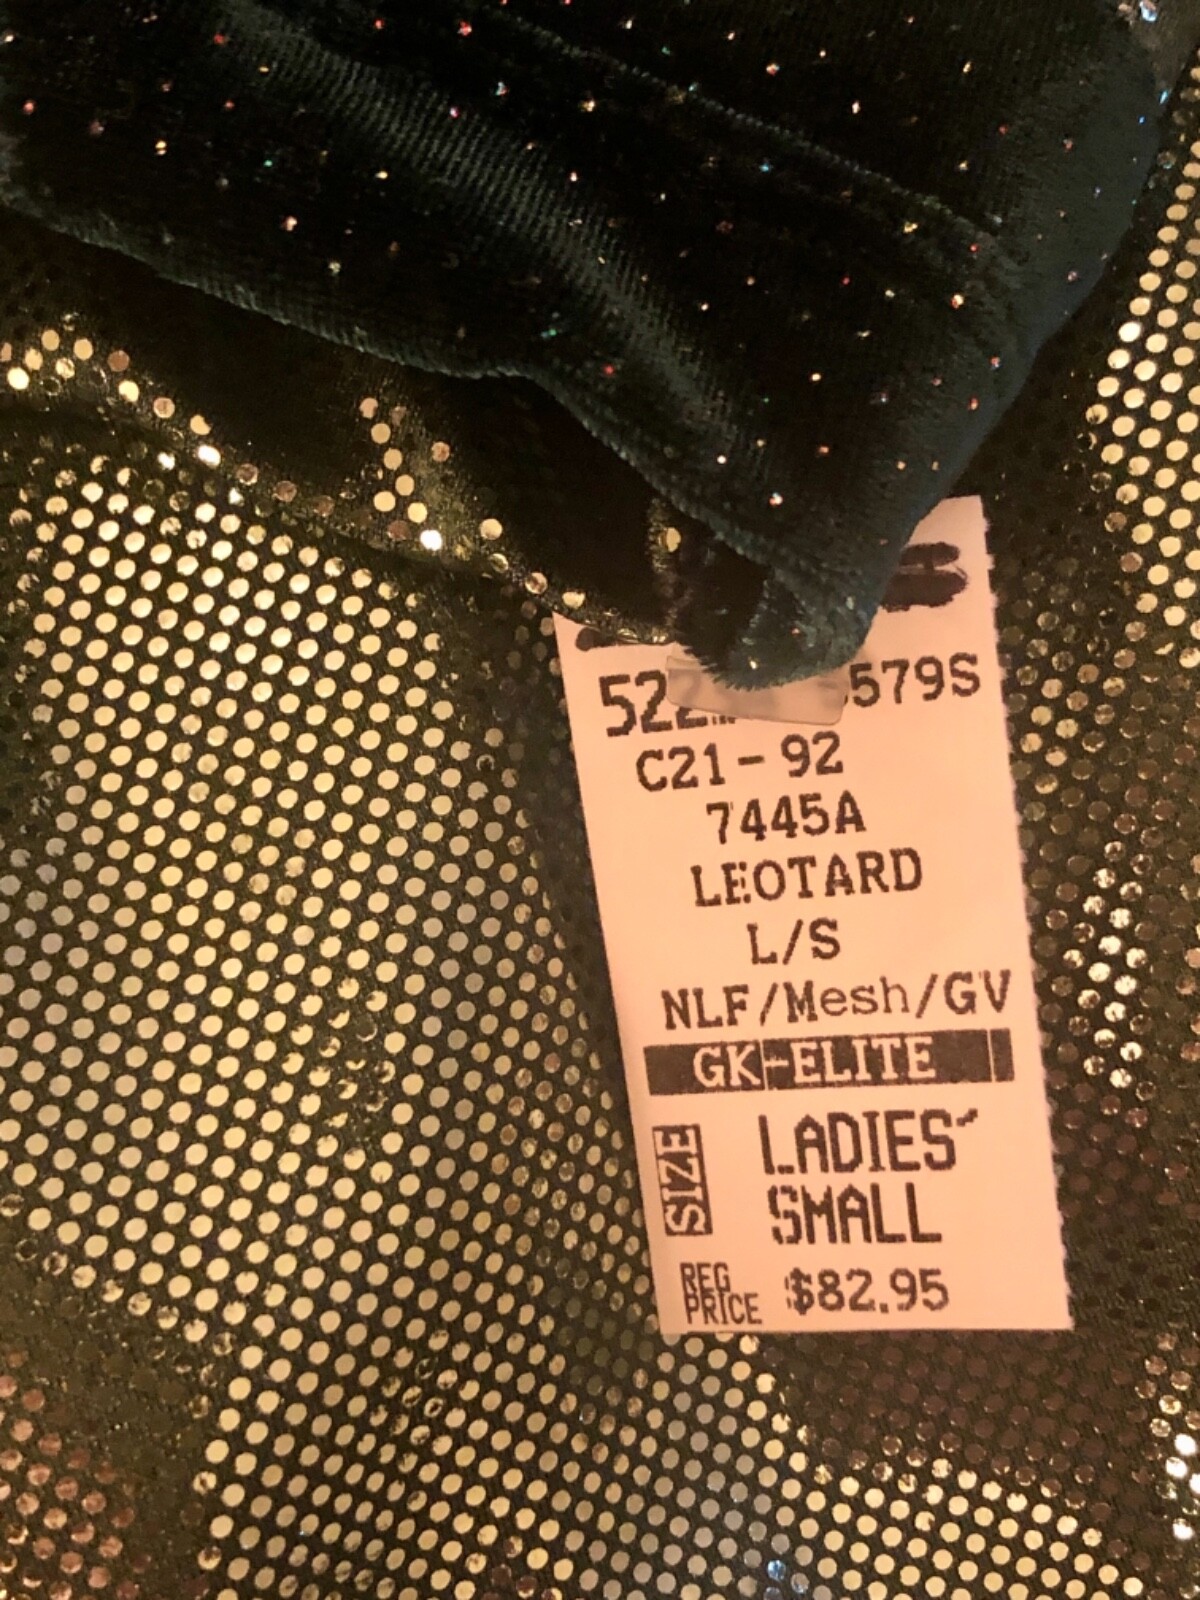 579S
C21-92
7445A
LEOTARD
L/S
NLF/Mesh/GV
GK-ELITE
SIZE
LADIES'
SMALL
REG
PRICE $82.95